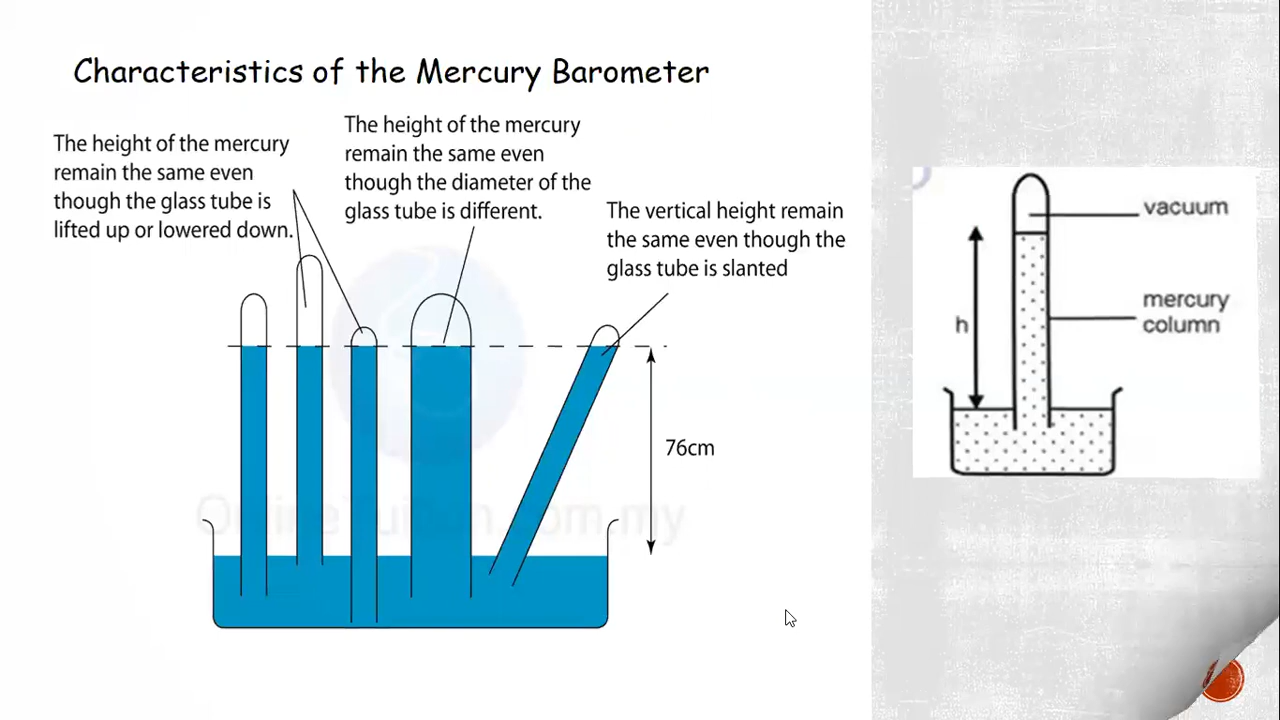 Characteristics of the Mercury Barometer
The height of the mercury
remain the same even
though the glass tube is
lifted up or lowered down.
The height of the mercury
remain the same even
though the diameter of the
glass tube is different.
The vertical height remain
the same even though the
glass tube is slanted
76cm
OnlineTuition.com.my
vacuum
h
mercury
column